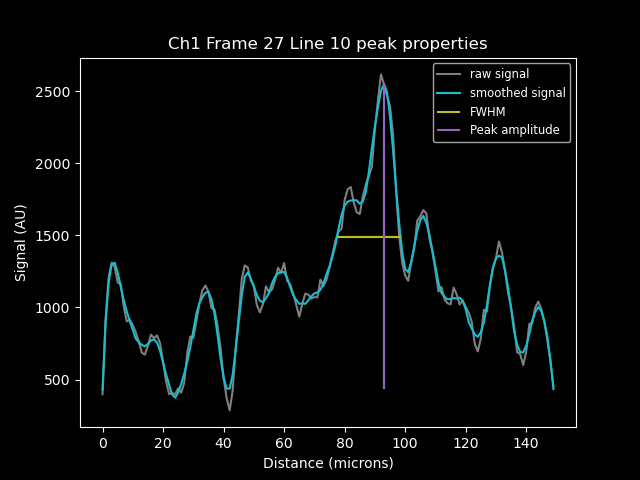 Ch1 Frame 27 Line 10 peak properties
raw signal
smoothed signal
FWHM
Peak amplitude
Signal (AU)
2500
2000
1500
1000
500
0 20 40 60 80 100 120 140
Distance (microns)